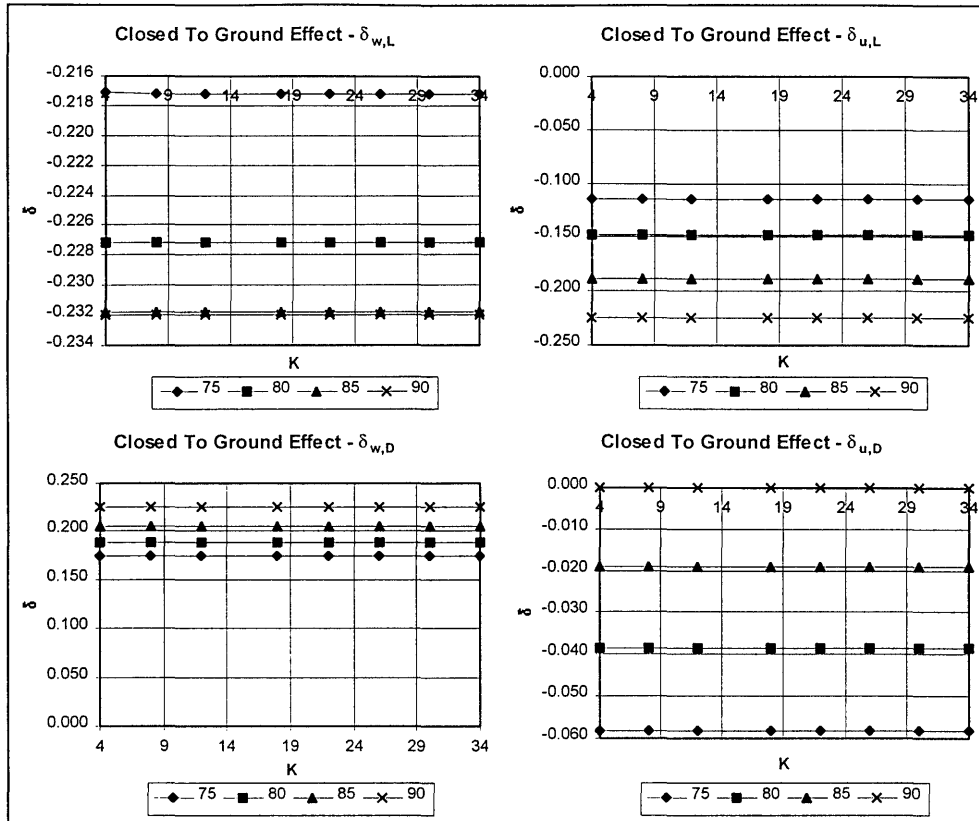 Closed To Ground Effect - δw,L
-0.216
-0.218
-0.220
-0.222
-0.224
-0.226
-0.228
-0.230
-0.232
-0.234
δ
4 9 14 19 24 29 34
K
75 80 85 90
Closed To Ground Effect - δu,L
0.000
-0.050
-0.100
-0.150
-0.200
-0.250
δ
4 9 14 19 24 29 34
K
75 80 85 90
Closed To Ground Effect - δw,D
0.250
0.200
0.150
0.100
0.050
0.000
δ
4 9 14 19 24 29 34
K
75 80 85 90
Closed To Ground Effect - δu,D
0.000
-0.010
-0.020
-0.030
-0.040
-0.050
-0.060
δ
4 9 14 19 24 29 34
K
75 80 85 90